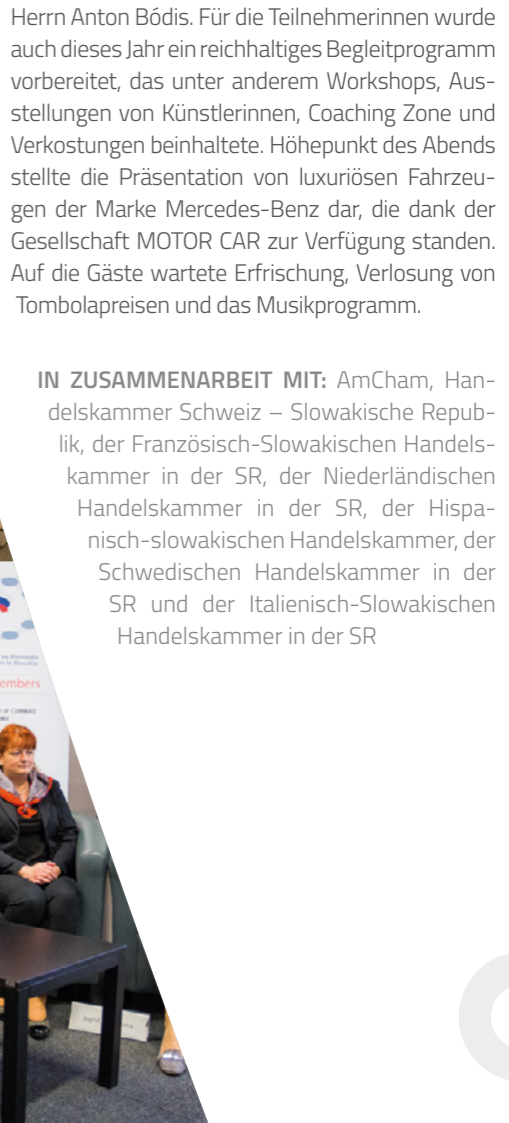 Herrn Anton Bódis. Für die Teilnehmerinnen wurde
auch dieses Jahr ein reichhaltiges Begleitprogramm
vorbereitet, das unter anderem Workshops, Aus-
stellungen von Künstlerinnen, Coaching Zone und
Verkostungen beinhaltete. Höhepunkt des Abends
stellte die Präsentation von luxuriösen Fahrzeu-
gen der Marke Mercedes-Benz dar, die dank der
Gesellschaft MOTOR CAR zur Verfügung standen.
Auf die Gäste wartete Erfrischung, Verlosung von
Tombolapreisen und das Musikprogramm.
IN ZUSAMMENARBEIT MIT: AmCham, Han-
delskammer Schweiz – Slowakische Repub-
lik, der Französisch-Slowakischen Handels-
kammer in der SR, der Niederländischen
Handelskammer in der SR, der Hispa-
nisch-slowakischen Handelskammer, der
Schwedischen Handelskammer in der
SR und der Italienisch-Slowakischen
Handelskammer in der SR
embers